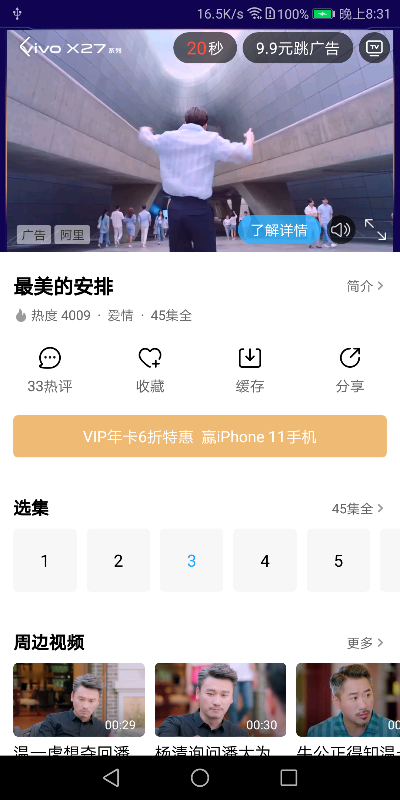 16.5K/s 100% 晚上8:31
vivo X27系列
20秒
9.9元跳广告
TV
广告
阿里
了解详情
最美的安排
简介
热度 4009 · 爱情 · 45集全
33热评
收藏
缓存
分享
VIP年卡6折特惠 赢iPhone 11手机
选集
45集全
1
2
3
4
5
周边视频
更多
00:29
00:30
00
温一虎想夺回潘
杨清询问潘大为
生公正得知温一